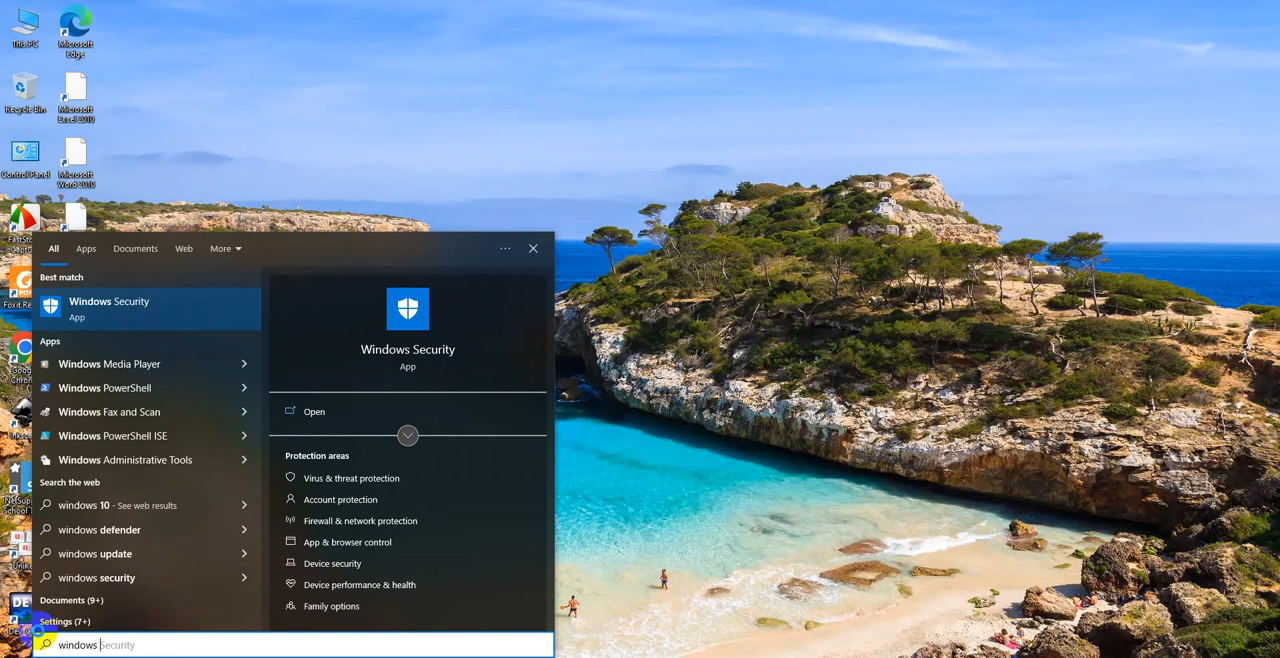 This PC
Microsoft Edge
Recycle Bin
Microsoft Excel 2010
Control Panel
Microsoft Word 2010
All Apps Documents Web More
Best match
Windows Security
App
Apps
Windows Media Player
Windows PowerShell
Windows Fax and Scan
Windows PowerShell ISE
Windows Administrative Tools
Search the web
windows 10 - See web results
windows defender
windows update
windows security
Documents (9+)
Settings (7+)
windows Security
Windows Security
App
Open
Protection areas
Virus & threat protection
Account protection
Firewall & network protection
App & browser control
Device security
Device performance & health
Family options